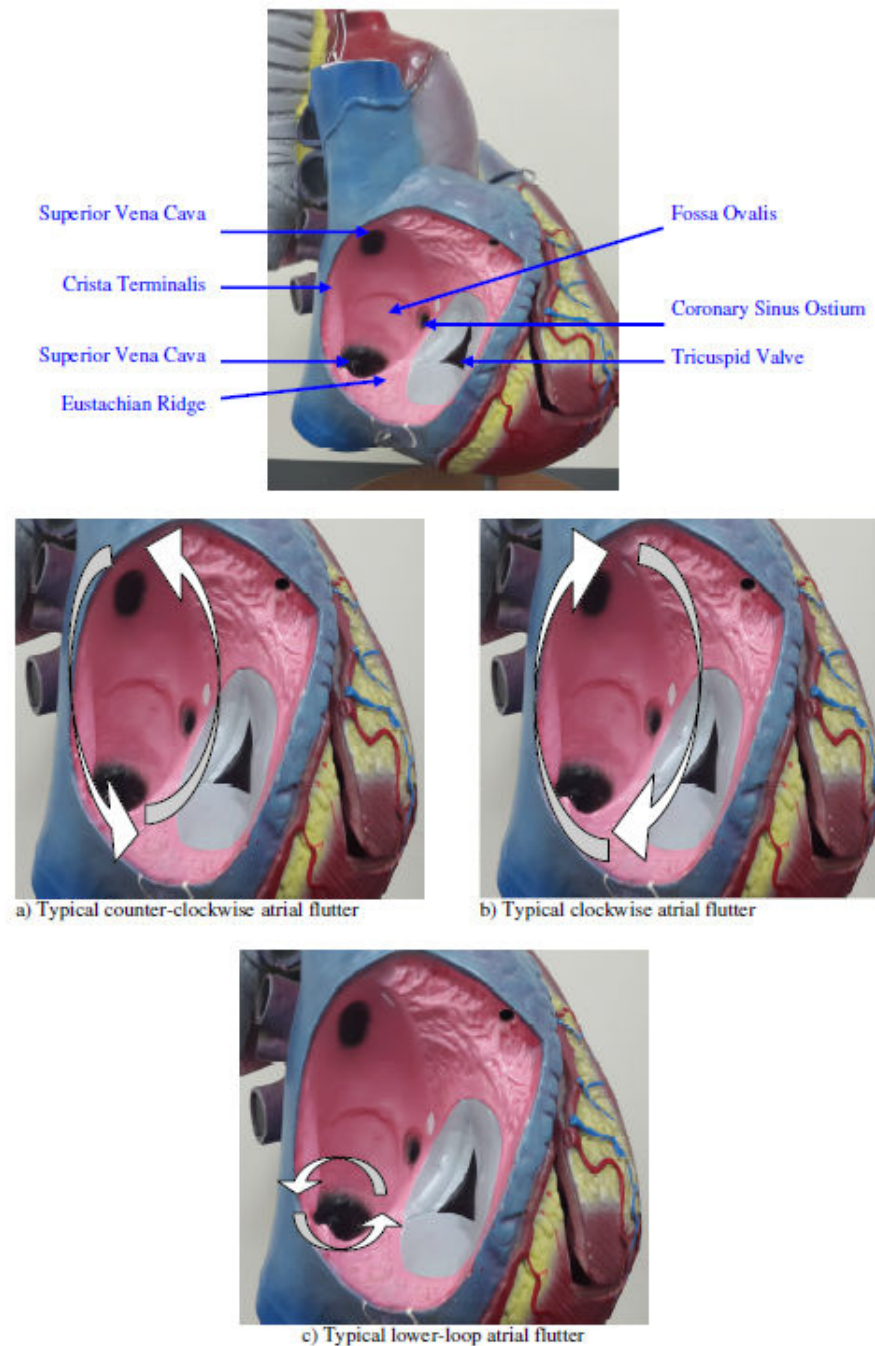 Superior Vena Cava
Fossa Ovalis
Crista Terminalis
Coronary Sinus Ostium
Superior Vena Cava
Tricuspid Valve
Eustachian Ridge
a) Typical counter-clockwise atrial flutter
b) Typical clockwise atrial flutter
c) Typical lower-loop atrial flutter